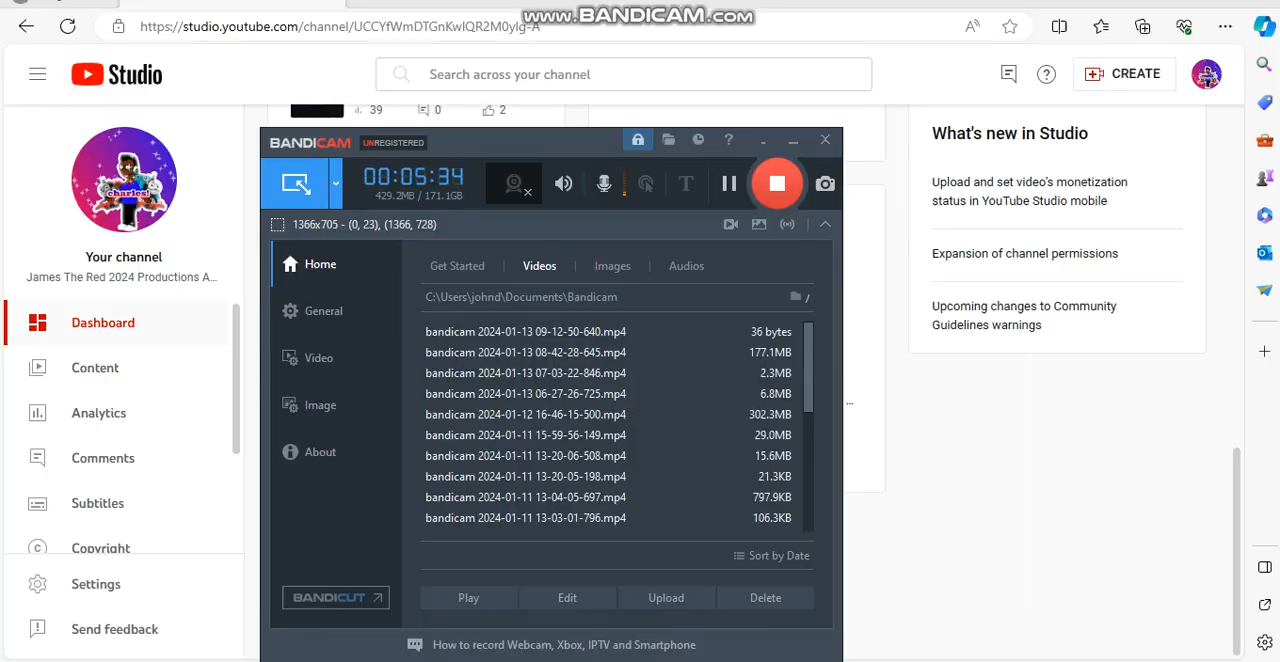 www.BANDICAM.com
https://studio.youtube.com/channel/UCCYfWmDTGnKwIQR2M0yIg-A
Studio
Search across your channel
CREATE
39 0 2
charles!
Your channel
James The Red 2024 Productions A...
Dashboard
Content
Analytics
Comments
Subtitles
Copyright
Settings
Send feedback
BANDICAM UNREGISTERED
00:05:34
429.2MB / 171.1GB
1366x705 - (0, 23), (1366, 728)
Home
General
Video
Image
About
BANDICUT
Get Started Videos Images Audios
C:\Users\johnd\Documents\Bandicam
bandicam 2024-01-13 09-12-50-640.mp4 36 bytes
bandicam 2024-01-13 08-42-28-645.mp4 177.1MB
bandicam 2024-01-13 07-03-22-846.mp4 2.3MB
bandicam 2024-01-13 06-27-26-725.mp4 6.8MB
bandicam 2024-01-12 16-46-15-500.mp4 302.3MB
bandicam 2024-01-11 15-59-56-149.mp4 29.0MB
bandicam 2024-01-11 13-20-06-508.mp4 15.6MB
bandicam 2024-01-11 13-20-05-198.mp4 21.3KB
bandicam 2024-01-11 13-04-05-697.mp4 797.9KB
bandicam 2024-01-11 13-03-01-796.mp4 106.3KB
Sort by Date
Play Edit Upload Delete
How to record Webcam, Xbox, IPTV and Smartphone
What's new in Studio
Upload and set video's monetization
status in YouTube Studio mobile
Expansion of channel permissions
Upcoming changes to Community
Guidelines warnings
...